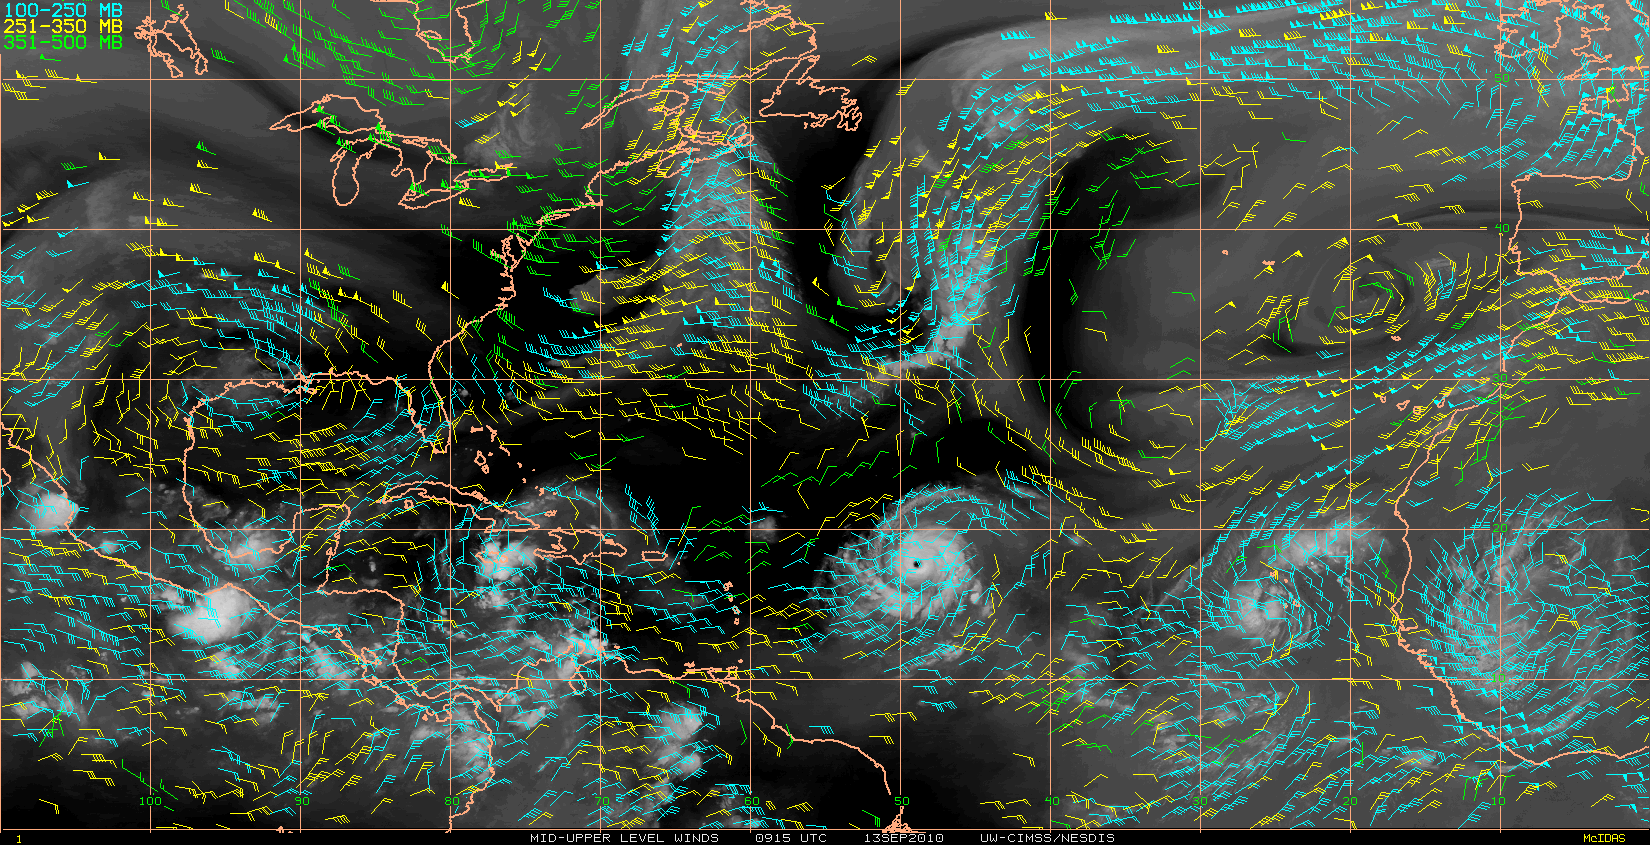 100-250 MB
251-350 MB
351-500 MB
50
40
30
20
10
100 90 80 70 60 50 40 30 20 10
1 MID-UPPER LEVEL WINDS 0915 UTC 13SEP2010 UW-CIMSS/NESDIS McIDAS